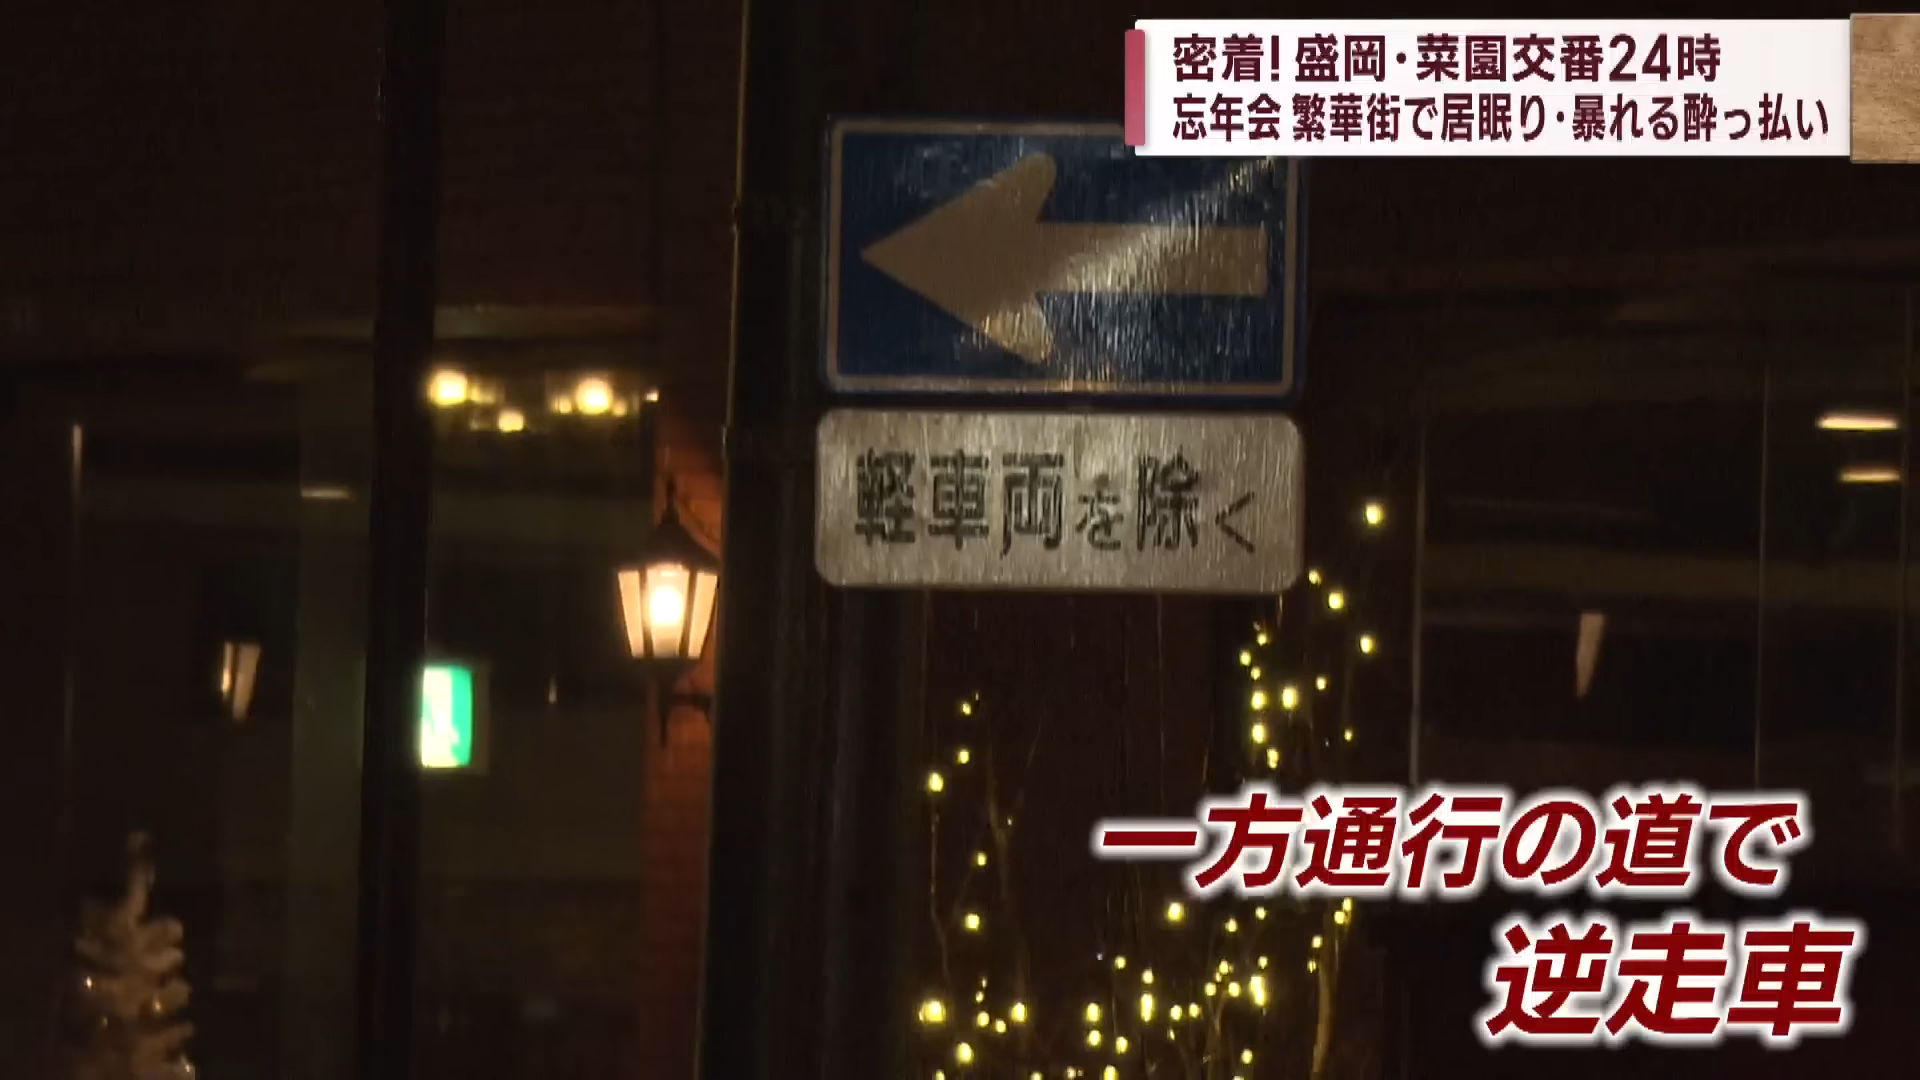 密着！盛岡・菜園交番24時
忘年会 繁華街で居眠り・暴れる酔っ払い
軽車両を除く
一方通行の道で
逆走車